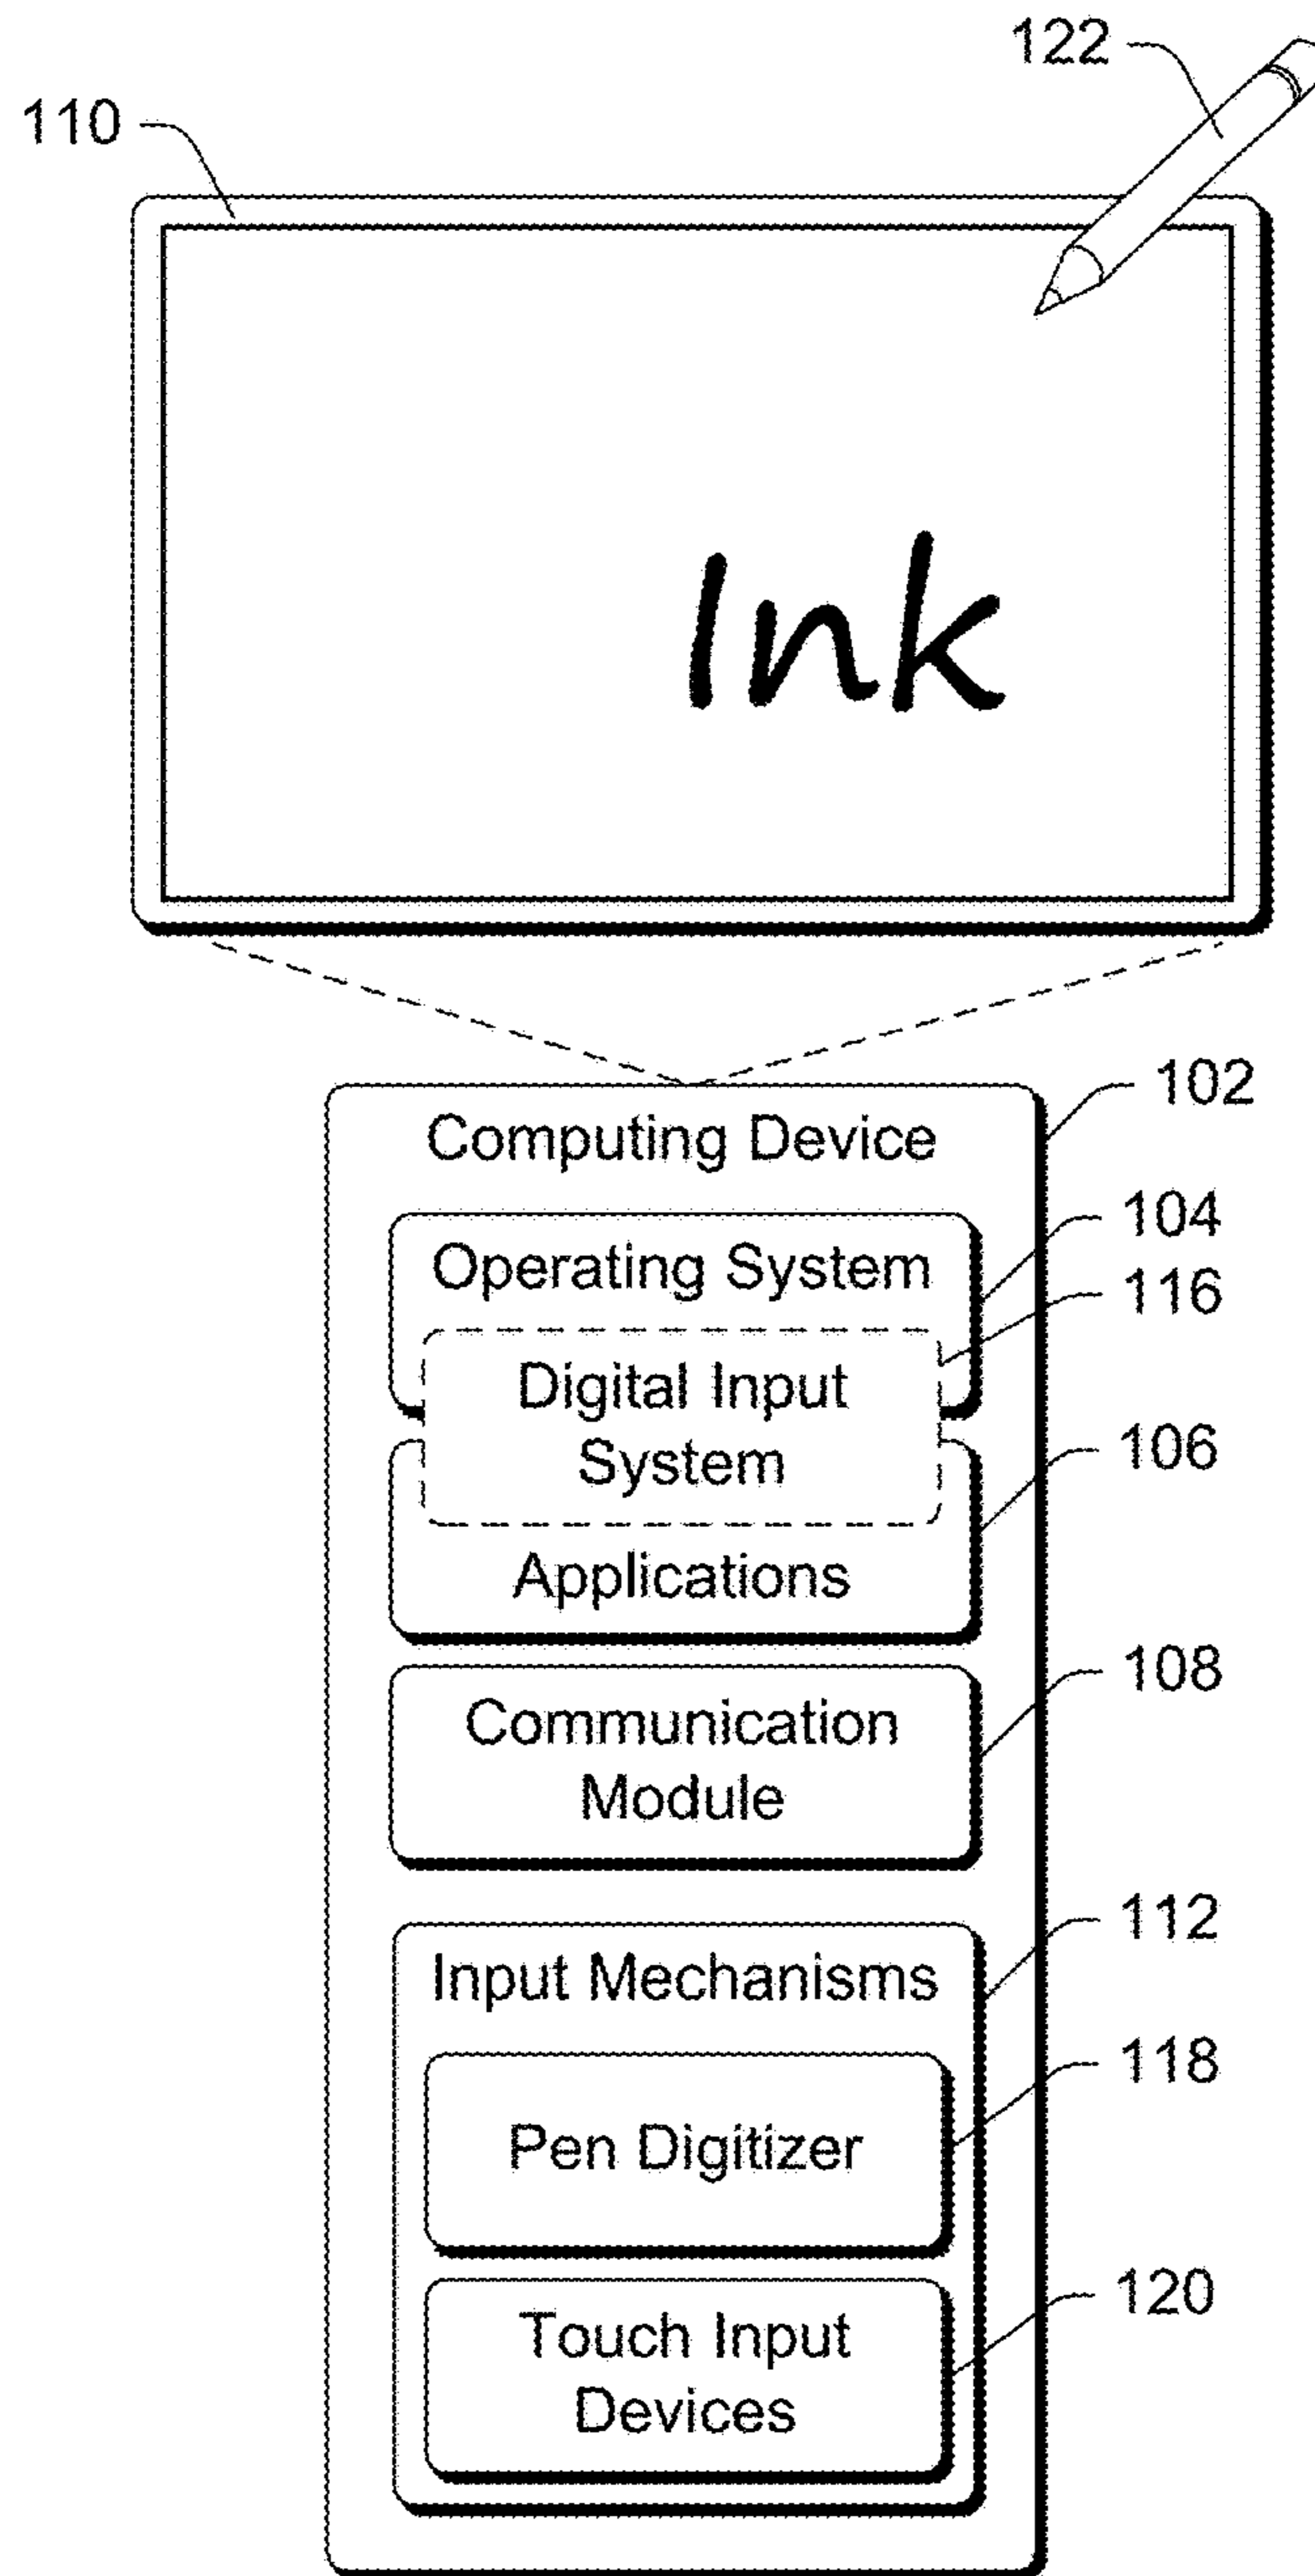 122
110
Ink
102
Computing Device
104
Operating System
116
Digital Input
System
106
Applications
108
Communication
Module
112
Input Mechanisms
118
Pen Digitizer
120
Touch Input
Devices